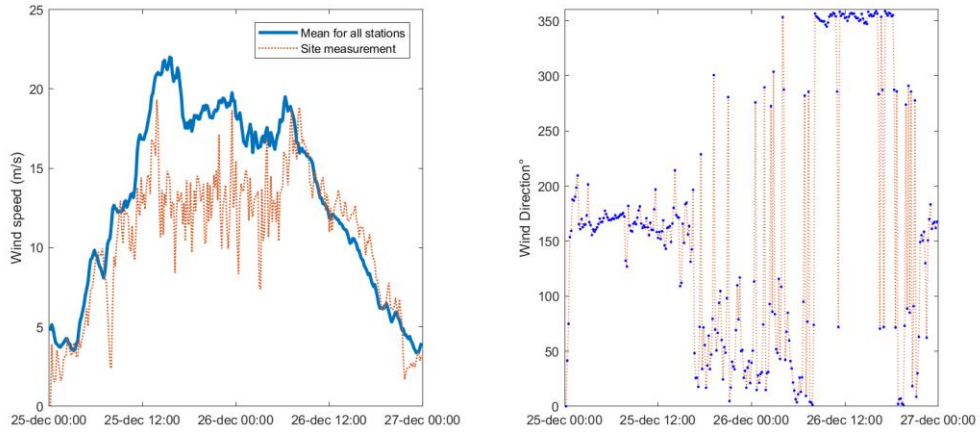 25
20
15
10
5
0
Wind speed (m/s)
Mean for all stations
Site measurement
25-dec 00:00 25-dec 12:00 26-dec 00:00 26-dec 12:00 27-dec 00:00
350
300
250
200
150
100
50
0
Wind Direction°
25-dec 00:00 25-dec 12:00 26-dec 00:00 26-dec 12:00 27-dec 00:00